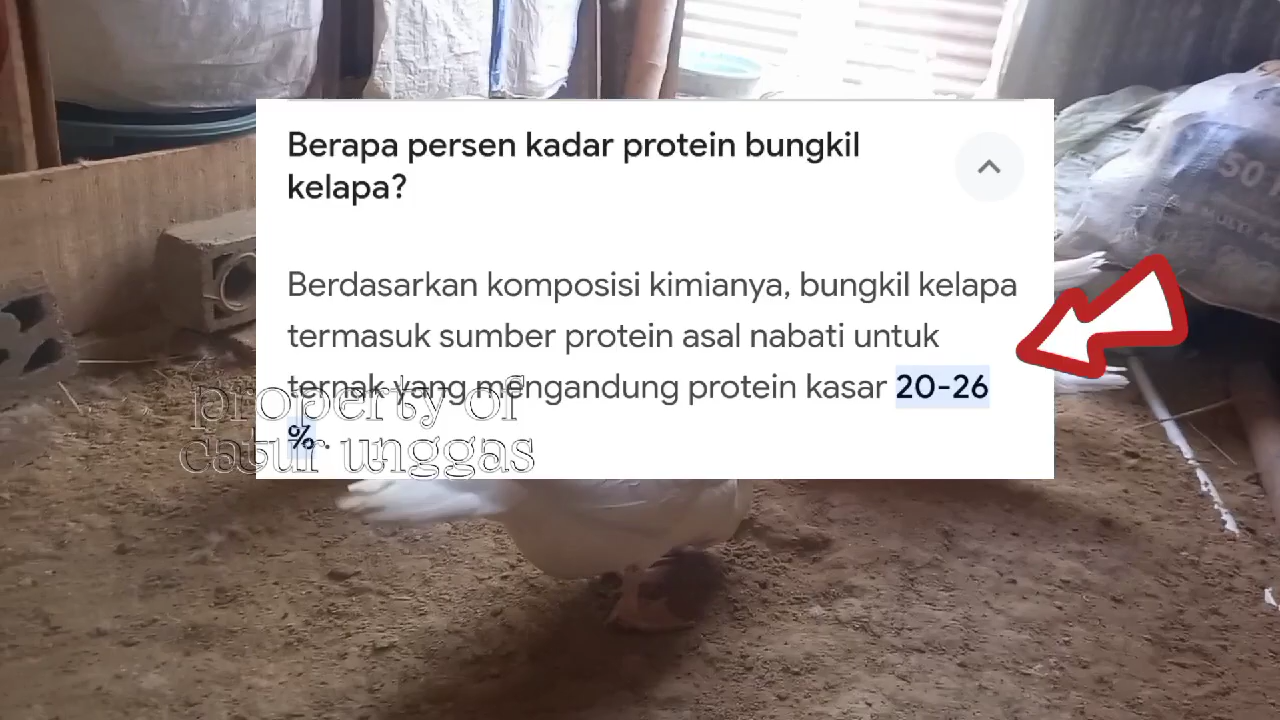 Berapa persen kadar protein bungkil
kelapa?
Berdasarkan komposisi kimianya, bungkil kelapa
termasuk sumber protein asal nabati untuk
ternak yang mengandung protein kasar 20-26
%.
property of
catur unggas
50